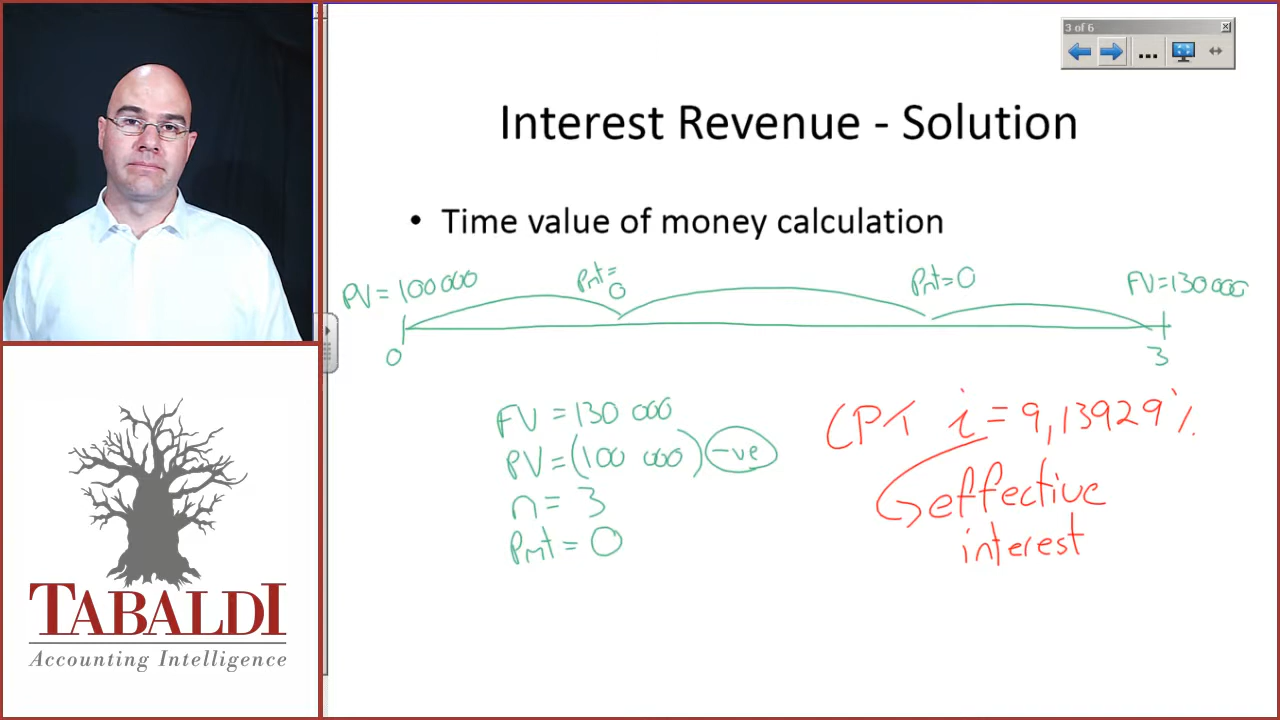 3 of 6
Interest Revenue - Solution
• Time value of money calculation
PV = 100 000
Pmt = 0
Pmt = 0
FV = 130 000
0
3
FV = 130 000
PV = (100 000) -ve
n = 3
Pmt = 0
CPT i = 9,13929%
effective
interest
TABALDI
Accounting Intelligence